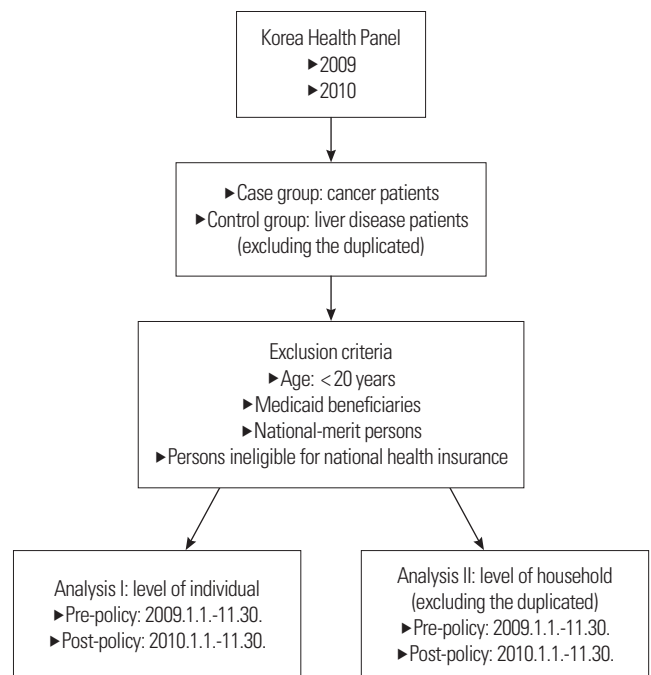 Korea Health Panel
▶2009
▶2010
▶Case group: cancer patients
▶Control group: liver disease patients
(excluding the duplicated)
Exclusion criteria
▶Age: <20 years
▶Medicaid beneficiaries
▶National-merit persons
▶Persons ineligible for national health insurance
Analysis I: level of individual
▶Pre-policy: 2009.1.1.-11.30.
▶Post-policy: 2010.1.1.-11.30.
Analysis II: level of household
(excluding the duplicated)
▶Pre-policy: 2009.1.1.-11.30.
▶Post-policy: 2010.1.1.-11.30.